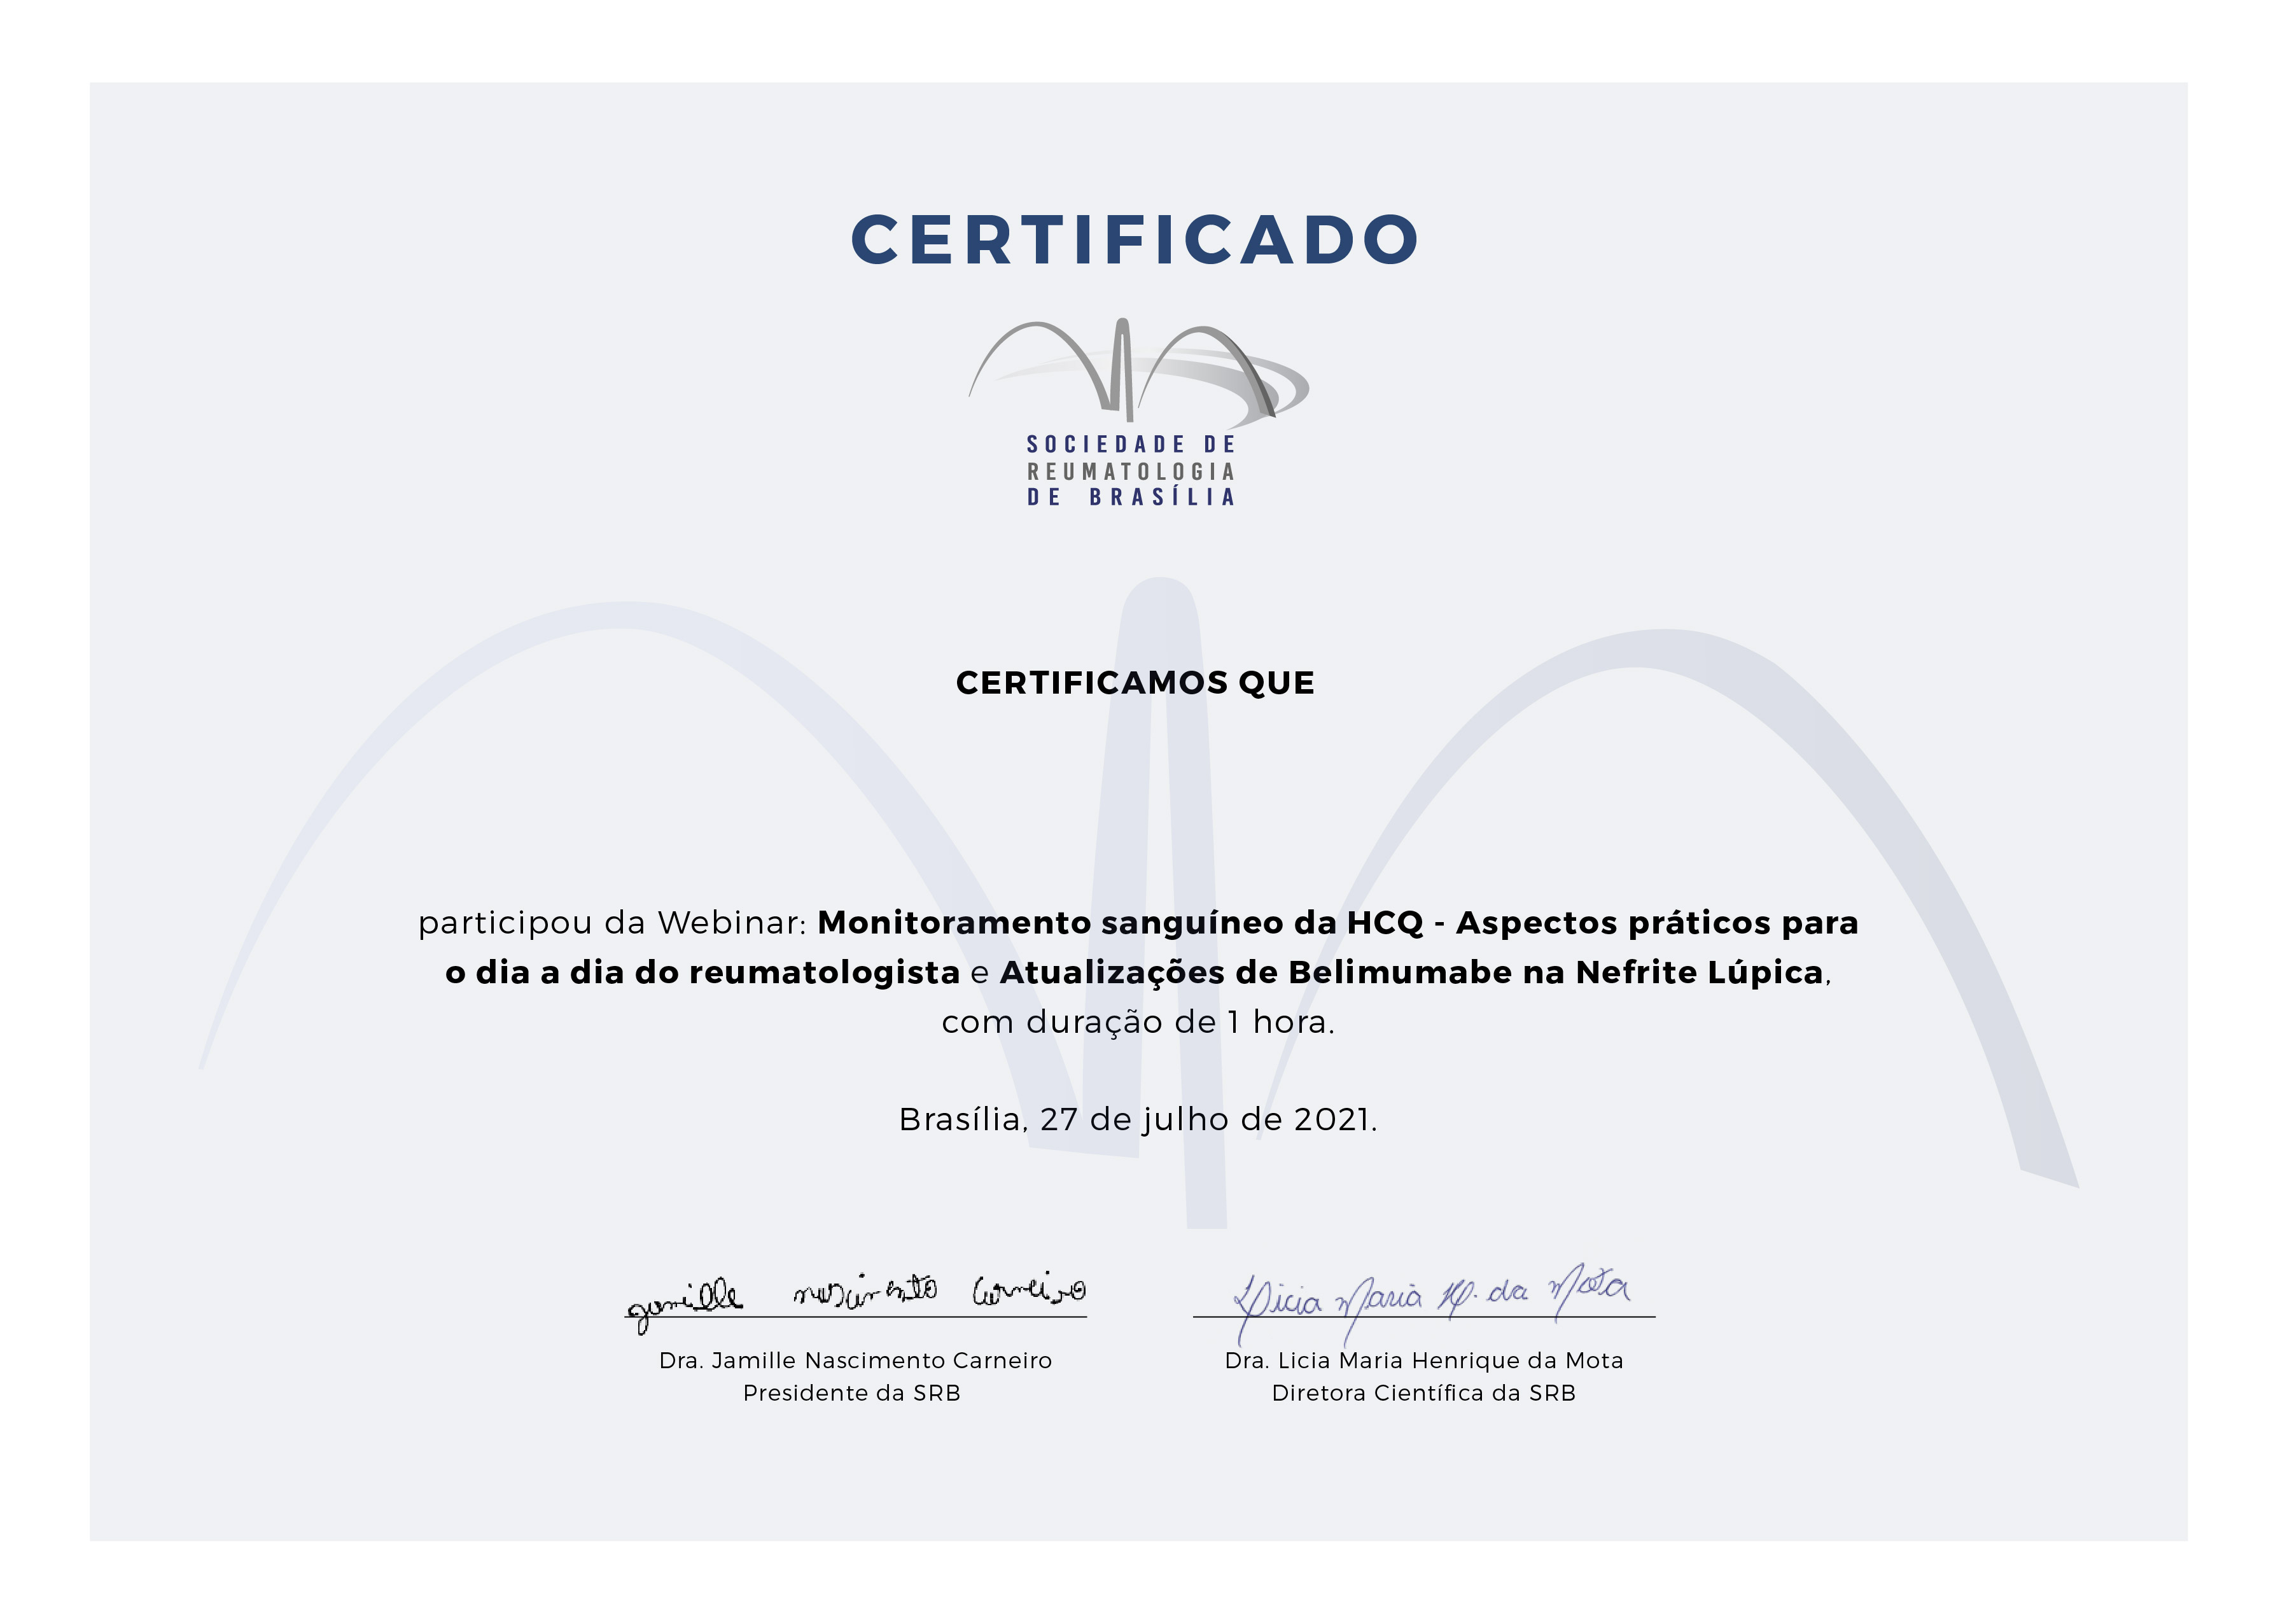 CERTIFICADO
SOCIEDADE DE
REUMATOLOGIA
DE BRASÍLIA
CERTIFICAMOS QUE
participou da Webinar: Monitoramento sanguíneo da HCQ - Aspectos práticos para
o dia a dia do reumatologista e Atualizações de Belimumabe na Nefrite Lúpica,
com duração de 1 hora.
Brasília, 27 de julho de 2021.
Jamille Nascimento Carneiro
Licia Maria H. da Mota
Dra. Jamille Nascimento Carneiro
Presidente da SRB
Dra. Licia Maria Henrique da Mota
Diretora Científica da SRB